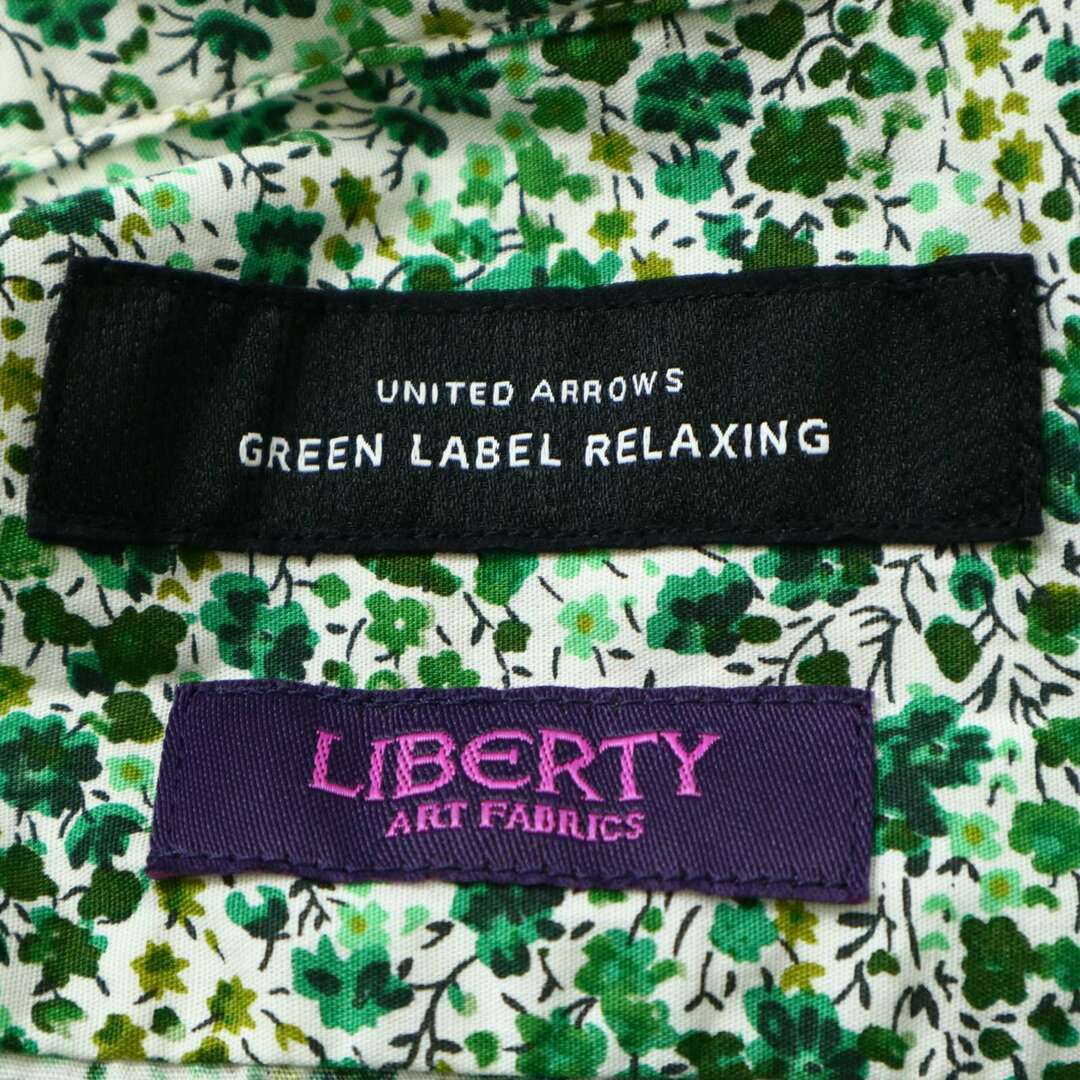 UNITED ARROWS
GREEN LABEL RELAXING
LIBERTY
ART FABRICS